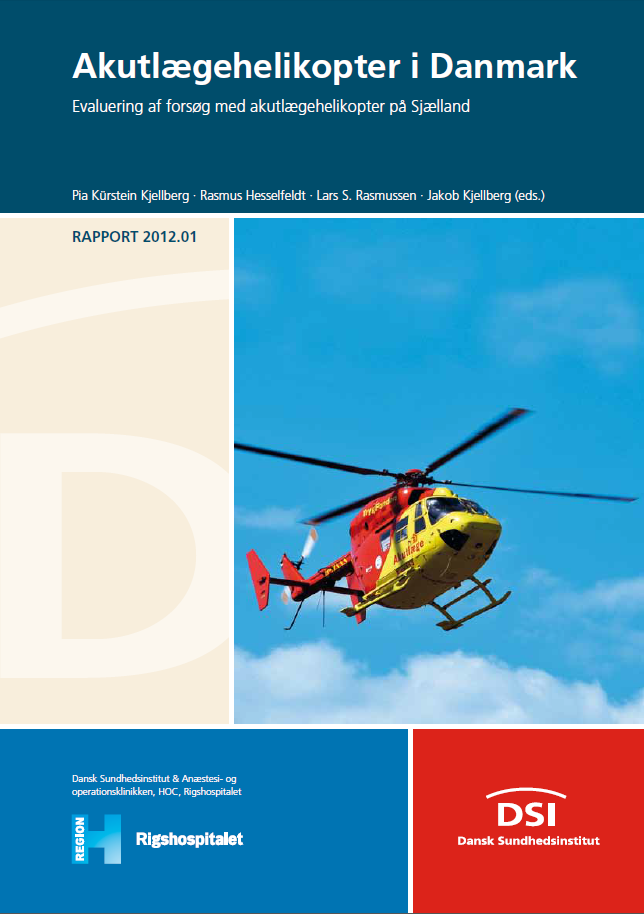 Akutlægehelikopter i Danmark
Evaluering af forsøg med akutlægehelikopter på Sjælland
Pia Kürstein Kjellberg · Rasmus Hesselfeldt · Lars S. Rasmussen · Jakob Kjellberg (eds.)
RAPPORT 2012.01
Akutlæge
Dansk Sundhedsinstitut & Anæstesi- og
operationsklinikken, HOC, Rigshospitalet
REGION H
Rigshospitalet
DSI
Dansk Sundhedsinstitut